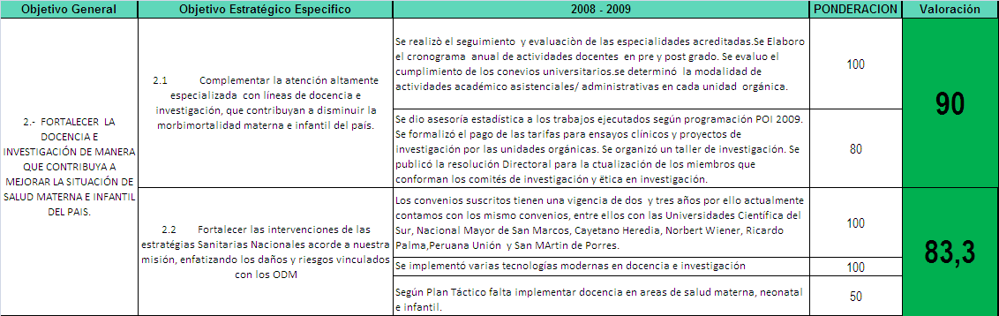 Objetivo General
Objetivo Estratégico Especifico
2008 - 2009
PONDERACION
Valoración
2.- FORTALECER LA
DOCENCIA E
INVESTIGACIÓN DE MANERA
QUE CONTRIBUYA A
MEJORAR LA SITUACIÓN DE
SALUD MATERNA E INFANTIL
DEL PAIS.
2.1 Complementar la atención altamente
especializada con líneas de docencia e
investigación, que contribuyan a disminuir la
morbimortalidad materna e infantil del país.
Se realizò el seguimiento y evaluaciòn de las especialidades acreditadas.Se Elaboro
el cronograma anual de actividades docentes en pre y post grado. Se evaluo el
cumplimiento de los conevios universitarios.se determinó la modalidad de
actividades académico asistenciales/ administrativas en cada unidad orgánica.
100
90
Se dio asesoría estadística a los trabajos ejecutados según programación POI 2009.
Se formalizó el pago de las tarifas para ensayos clínicos y proyectos de
investigación por las unidades orgánicas. Se organizó un taller de investigación. Se
publicó la resolución Directoral para la ctualización de los miembros que
conforman los comités de investigación y ëtica en investigación.
80
2.2 Fortalecer las intervenciones de las
estratégias Sanitarias Nacionales acorde a nuestra
misión, enfatizando los daños y riesgos vinculados
con los ODM
Los convenios suscritos tienen una vigencia de dos y tres años por ello actualmente
contamos con los mismo convenios, entre ellos con las Universidades Científica del
Sur, Nacional Mayor de San Marcos, Cayetano Heredia, Norbert Wiener, Ricardo
Palma,Peruana Unión y San MArtin de Porres.
100
83,3
Se implementó varias tecnologías modernas en docencia e investigación
100
Según Plan Táctico falta implementar docencia en areas de salud materna, neonatal
e infantil.
50